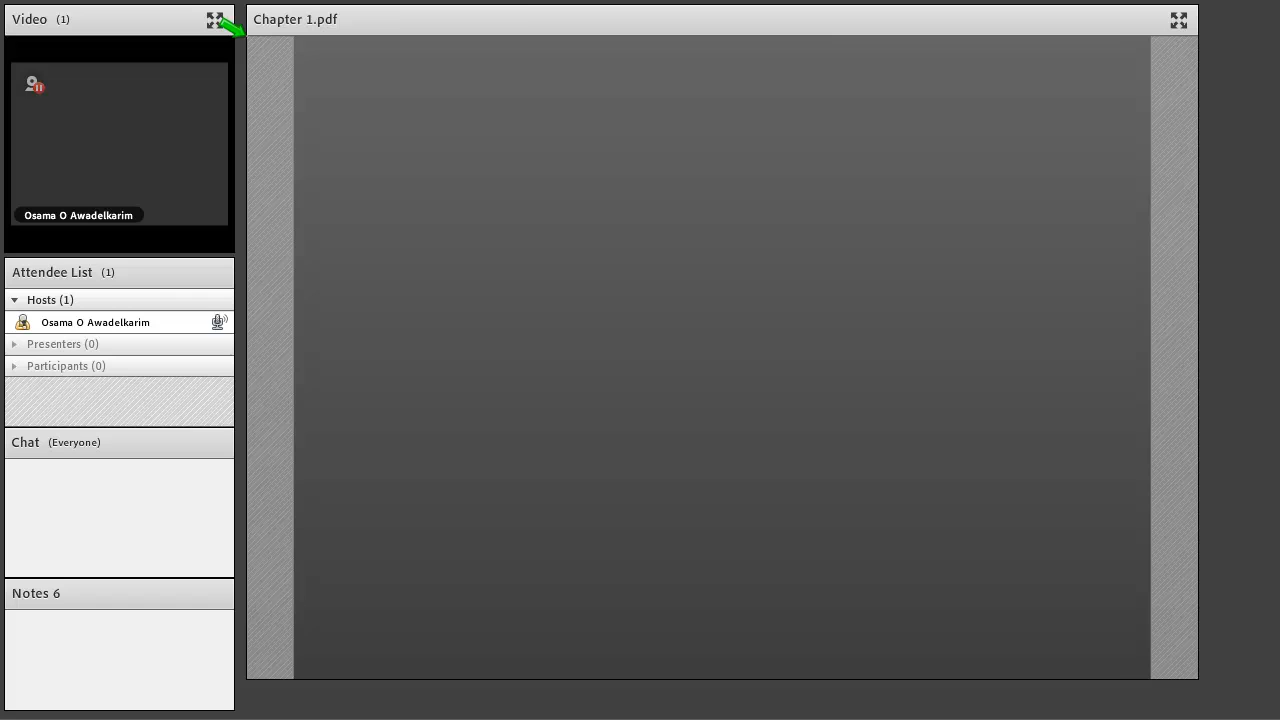 Video (1)
Osama O Awadelkarim
Attendee List (1)
Hosts (1)
Osama O Awadelkarim
Presenters (0)
Participants (0)
Chat (Everyone)
Notes 6
Chapter 1.pdf